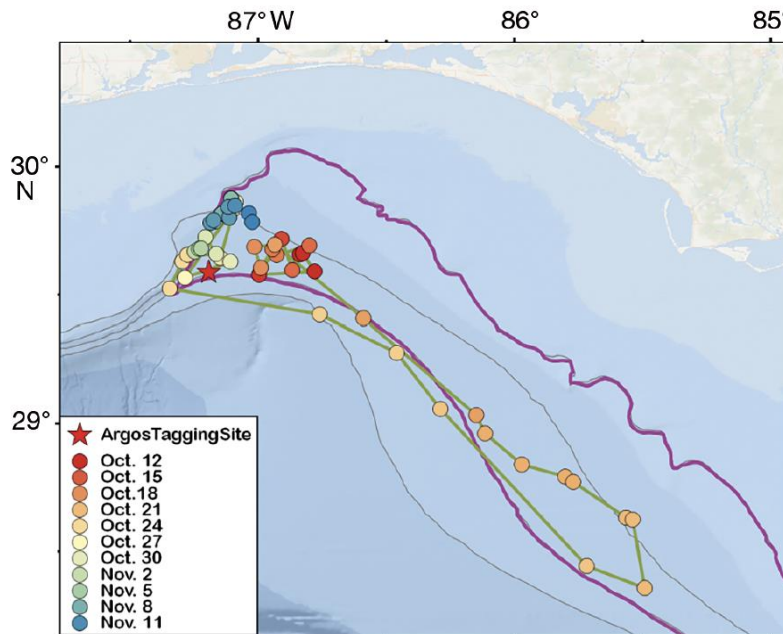 87°W 86° 85
30°
N
29°
ArgosTaggingSite
Oct. 12
Oct. 15
Oct.18
Oct. 21
Oct. 24
Oct. 27
Oct. 30
Nov. 2
Nov. 5
Nov. 8
Nov. 11